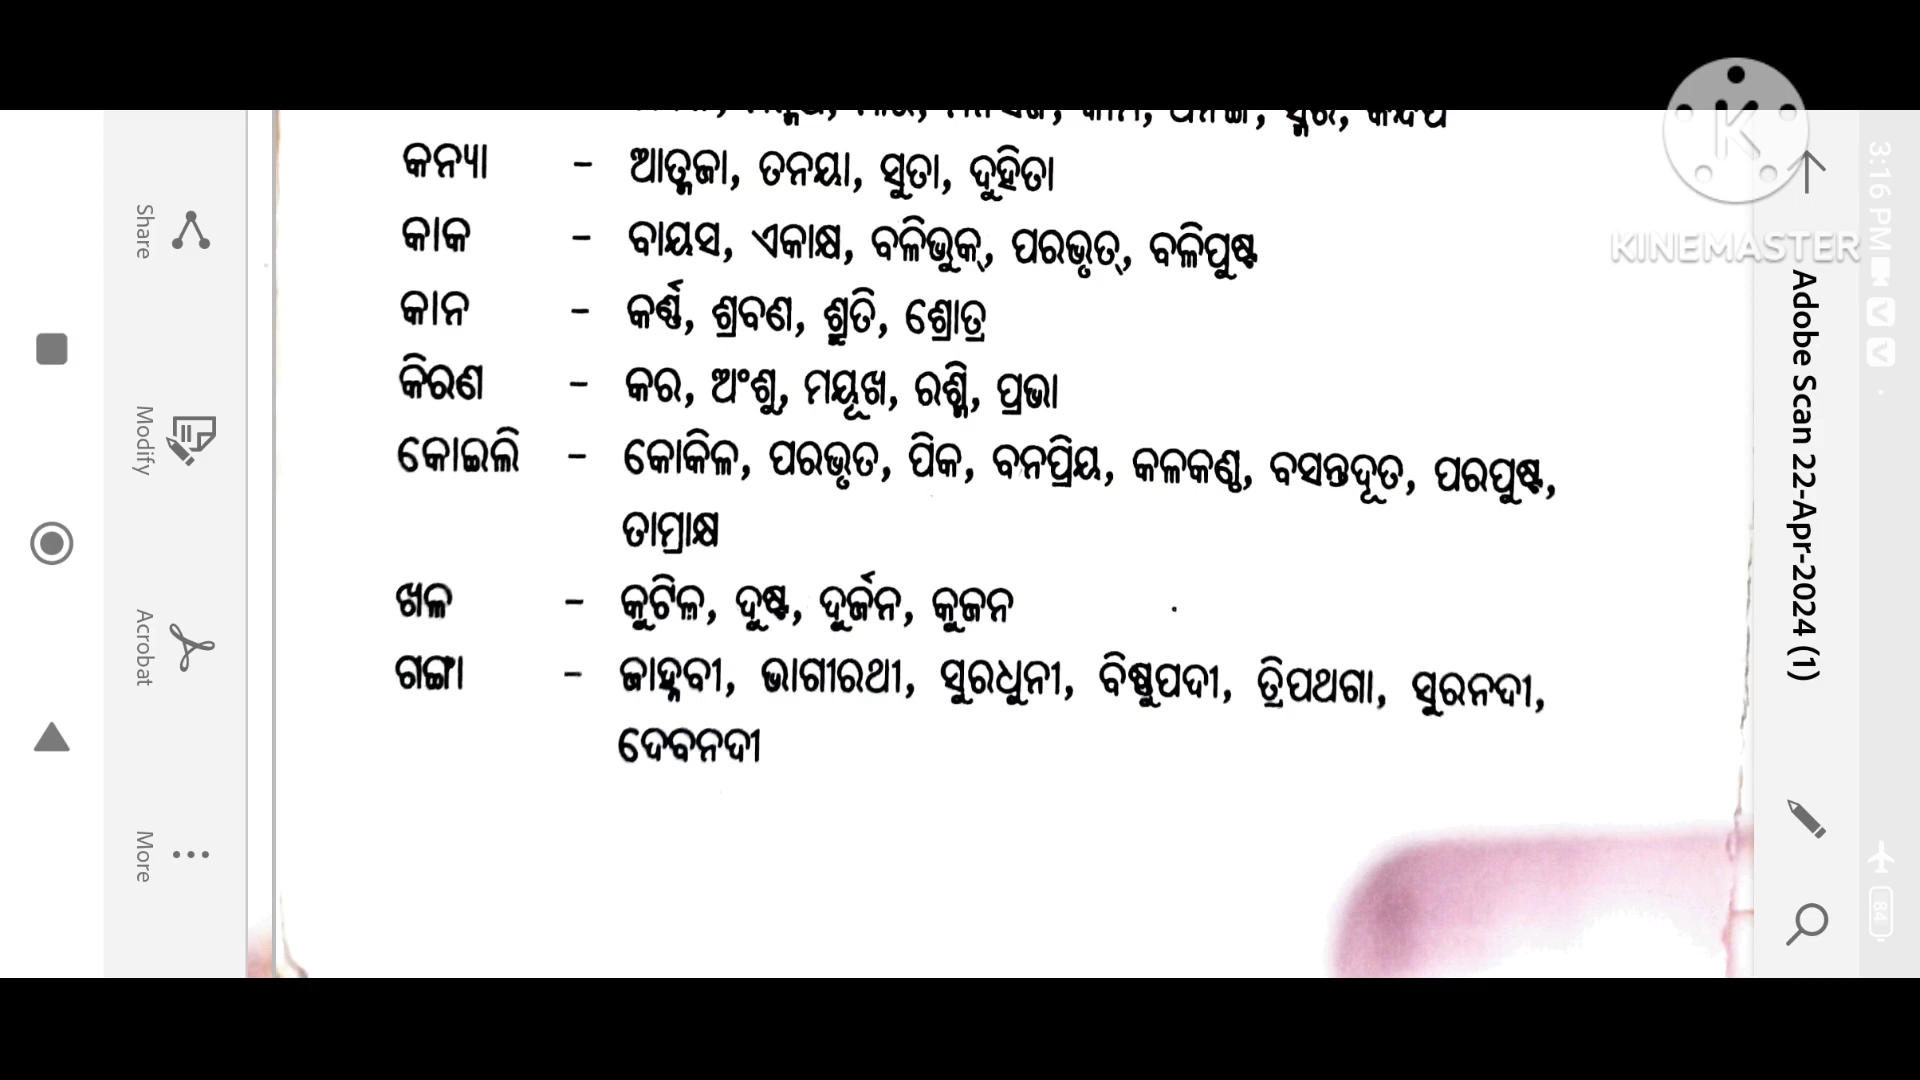 କନ୍ୟା – ଆତ୍ମଜା, ତନୟା, ସୁତା, ଦୁହିତା
କାକ – ବାୟସ, ଏକାକ୍ଷ, ବଳିଭୁକ୍, ପରଭୃତ୍, ବଳିପୁଷ୍ଟ
କାନ – କର୍ଣ୍ଣ, ଶ୍ରବଣ, ଶ୍ରୁତି, ଶ୍ରୋତ୍ର
କିରଣ – କର, ଅଂଶୁ, ମୟୂଖ, ରଶ୍ମି, ପ୍ରଭା
କୋଇଲି – କୋକିଳ, ପରଭୃତ, ପିକ, ବନପ୍ରିୟ, କଳକଣ୍ଠ, ବସନ୍ତଦୂତ, ପରପୁଷ୍ଟ,
ତାମ୍ରାକ୍ଷ
ଖଳ – କୁଟିଳ, ଦୁଷ୍ଟ, ଦୁର୍ଜନ, କୁଜନ
ଗଙ୍ଗା – ଜାହ୍ନବୀ, ଭାଗୀରଥୀ, ସୁରଧୁନୀ, ବିଷ୍ଣୁପଦୀ, ତ୍ରିପଥଗା, ସୁରନଦୀ,
ଦେବନଦୀ
Share
Modify
Acrobat
More
Adobe Scan 22-Apr-2024 (1)
3:16 PM
84
K
KINEMASTER